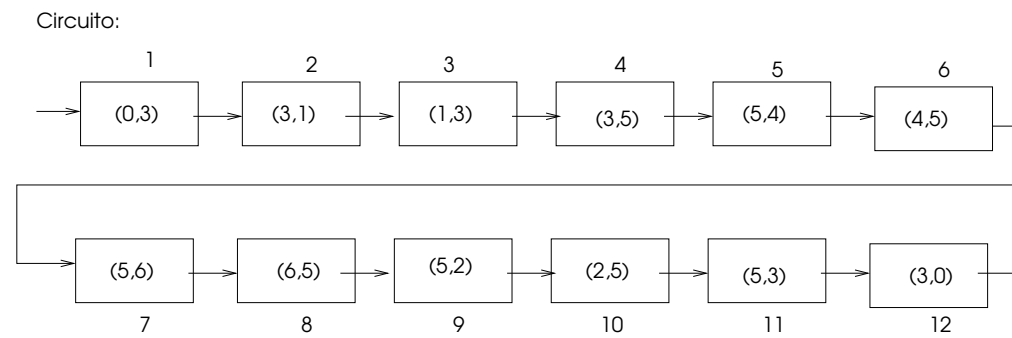 Circuito:
1 2 3 4 5 6
(0,3) (3,1) (1,3) (3,5) (5,4) (4,5)
(5,6) (6,5) (5,2) (2,5) (5,3) (3,0)
7 8 9 10 11 12